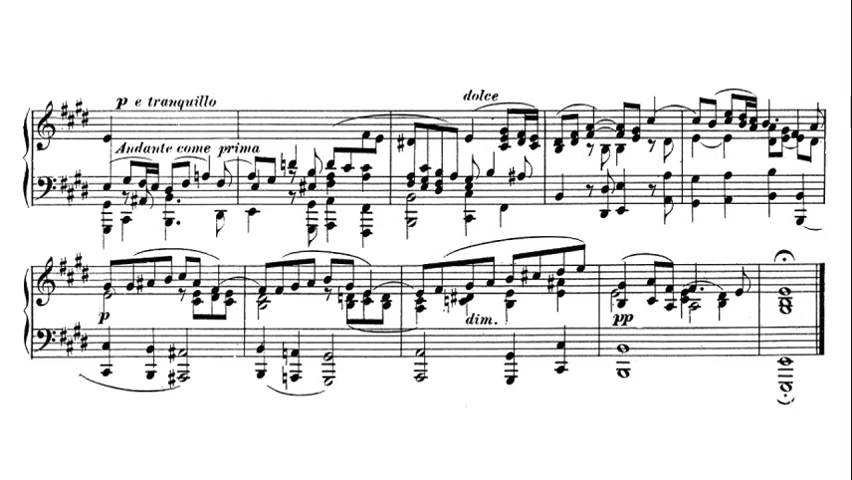 p e tranquillo
dolce
Andante come prima
p
dim.
pp